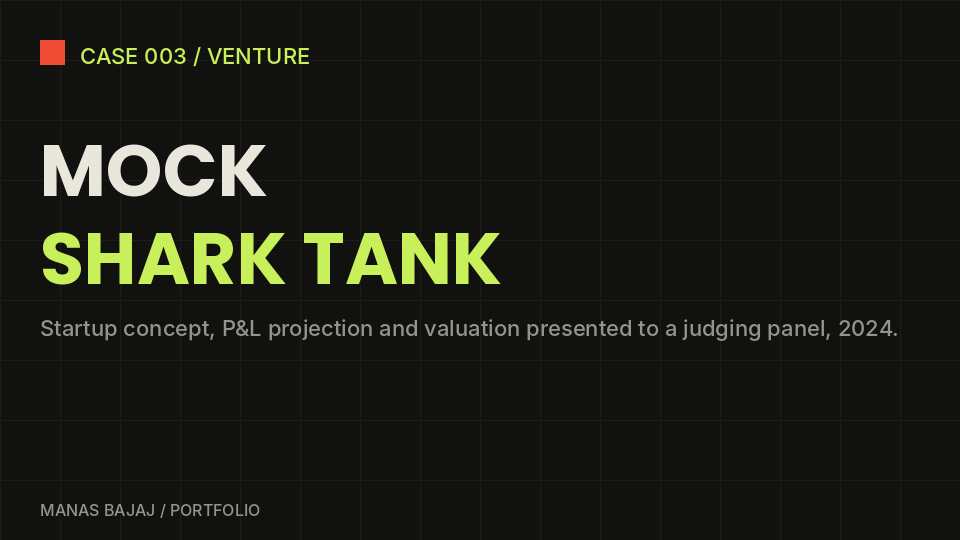 CASE 003 / VENTURE
MOCK
SHARK TANK
Startup concept, P&L projection and valuation presented to a judging panel, 2024.
MANAS BAJAJ / PORTFOLIO